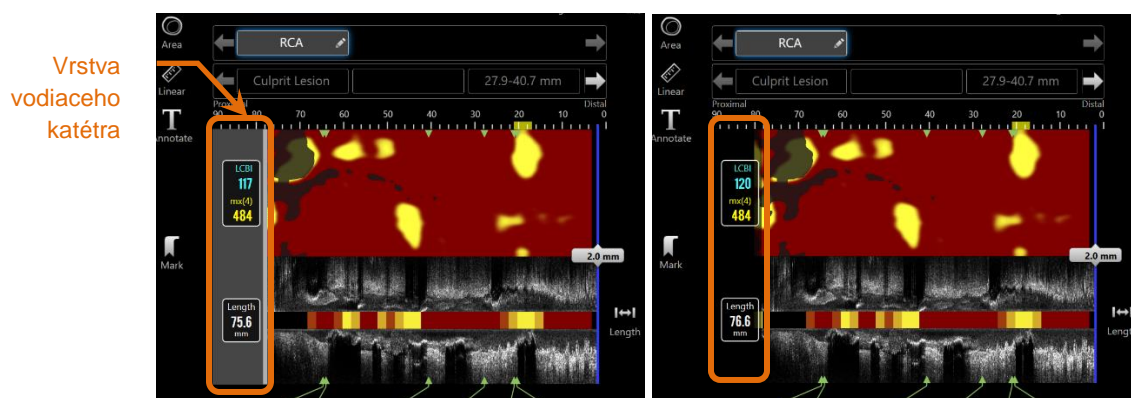 Vrstva
vodiaceho
katétra
Area
RCA
Linear
Culprit Lesion
27.9-40.7 mm
Proximal
Distal
90 80 70 60 50 40 30 20 10 0
Annotate
LCBI
117
mx(4)
484
Mark
2.0 mm
Length
75.6
mm
Length
Area
RCA
Linear
Culprit Lesion
27.9-40.7 mm
Proximal
Distal
90 80 70 60 50 40 30 20 10 0
Annotate
LCBI
120
mx(4)
484
Mark
2.0 mm
Length
76.6
mm
Length